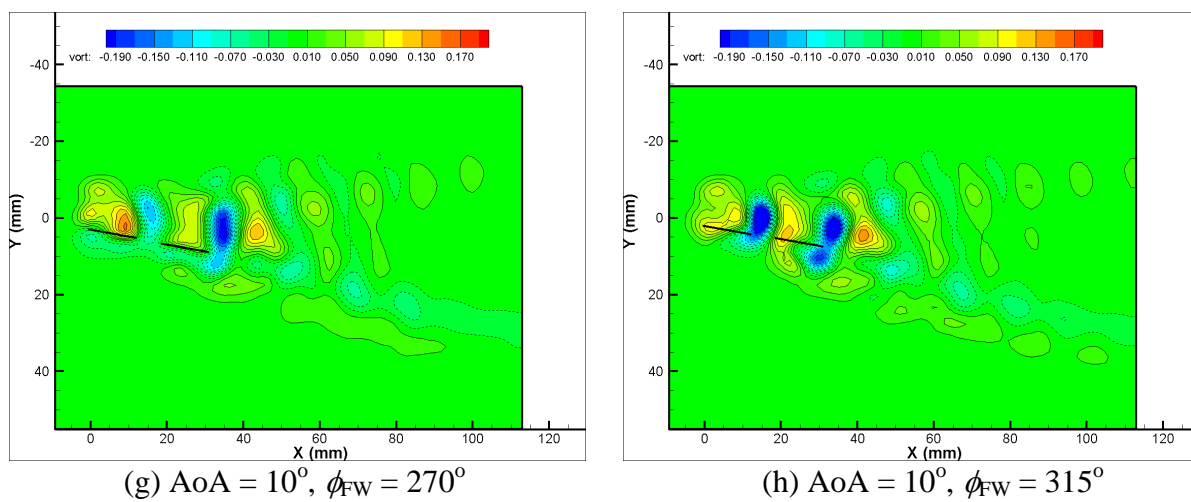 vort: -0.190 -0.150 -0.110 -0.070 -0.030 0.010 0.050 0.090 0.130 0.170
-40
-20
0
20
40
Y (mm)
0 20 40 60 80 100 120
X (mm)
(g) AoA = 10°, ϕFW = 270°
vort: -0.190 -0.150 -0.110 -0.070 -0.030 0.010 0.050 0.090 0.130 0.170
-40
-20
0
20
40
Y (mm)
0 20 40 60 80 100 120
X (mm)
(h) AoA = 10°, ϕFW = 315°